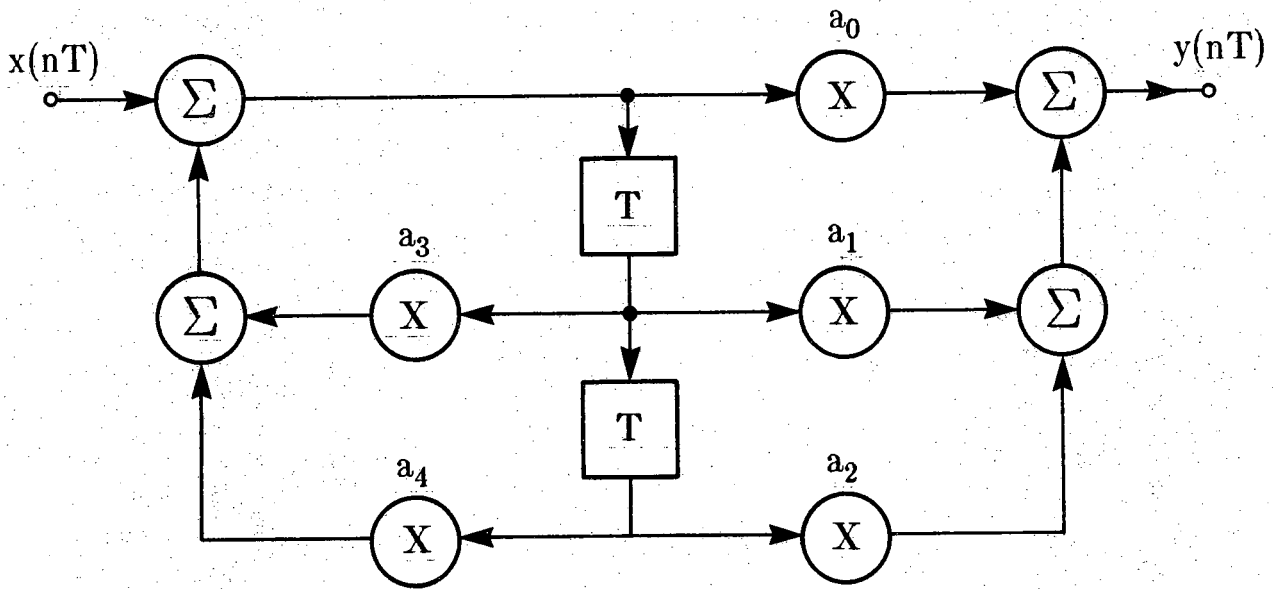 a₀
x(nT) Σ X Σ y(nT)
T
a₃ a₁
Σ X X Σ
T
a₄ a₂
X X